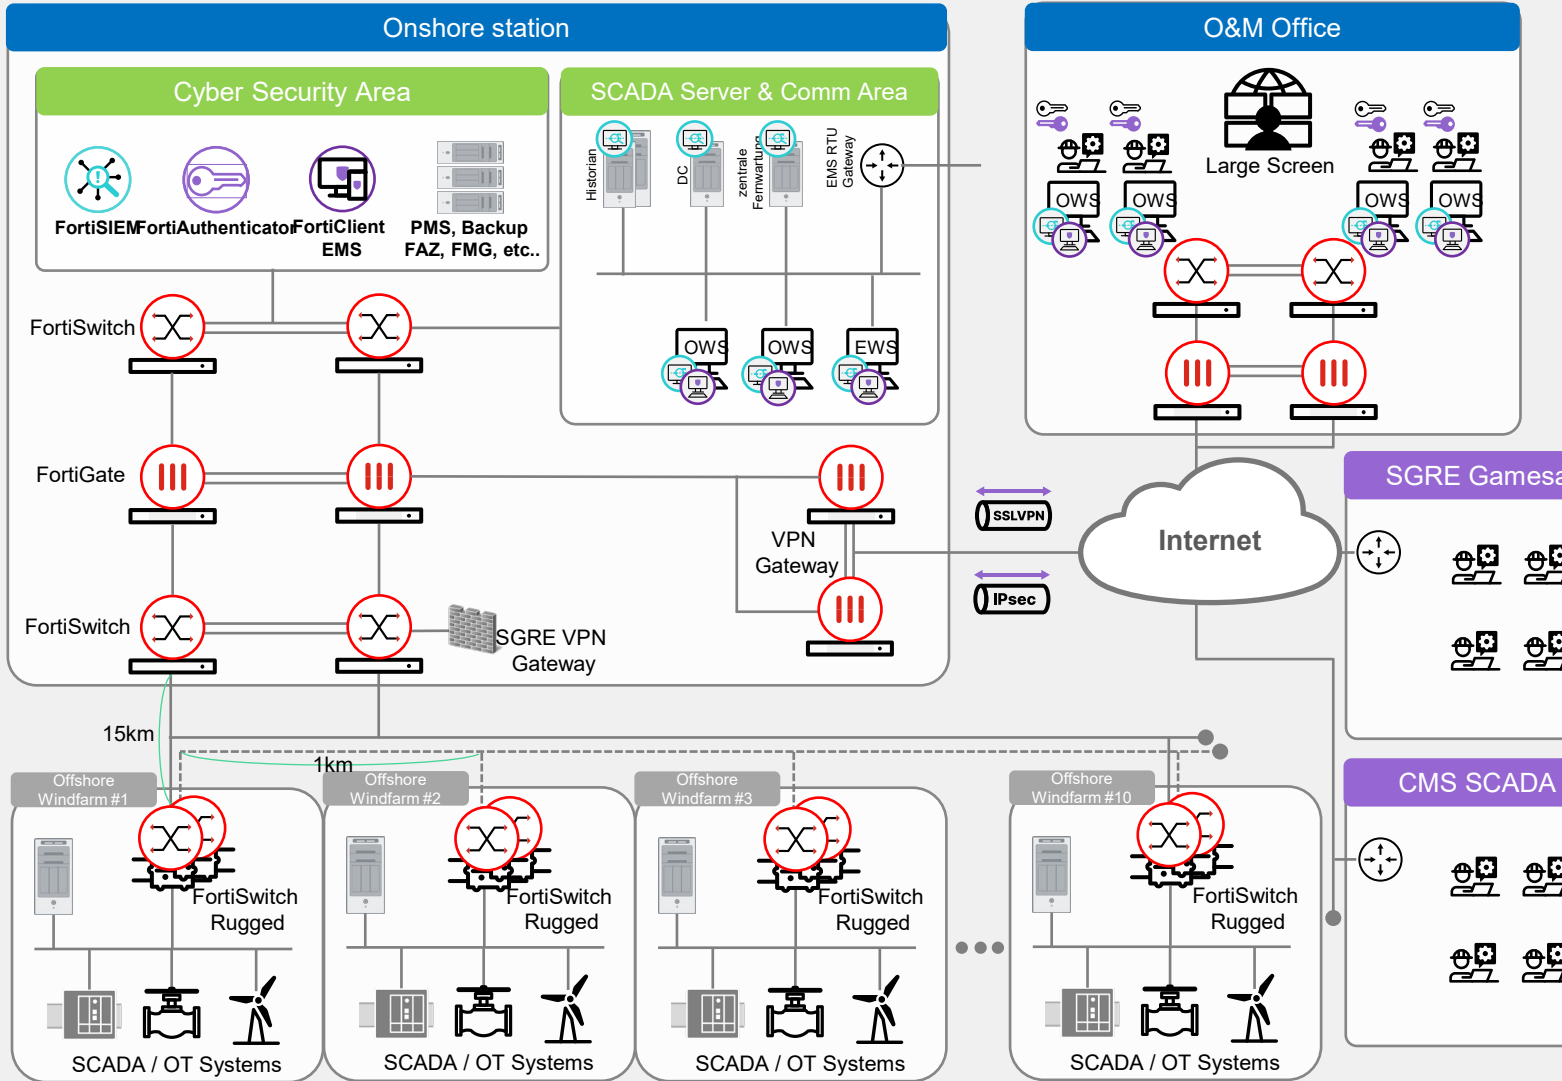 Onshore station
O&M Office
Cyber Security Area
SCADA Server & Comm Area
Historian
DC
zentrale
Fernwartung
EMS RTU
Gateway
Large Screen
FortiSIEM
FortiAuthenticator
FortiClient
EMS
PMS, Backup
FAZ, FMG, etc..
OWS
OWS
OWS
OWS
FortiSwitch
OWS
OWS
EWS
FortiGate
SGRE Gamesa
SSLVPN
VPN
Gateway
Internet
IPsec
FortiSwitch
SGRE VPN
Gateway
15km
1km
Offshore
Windfarm #1
Offshore
Windfarm #2
Offshore
Windfarm #3
Offshore
Windfarm #10
CMS SCADA
FortiSwitch
Rugged
FortiSwitch
Rugged
FortiSwitch
Rugged
FortiSwitch
Rugged
SCADA / OT Systems
SCADA / OT Systems
SCADA / OT Systems
SCADA / OT Systems